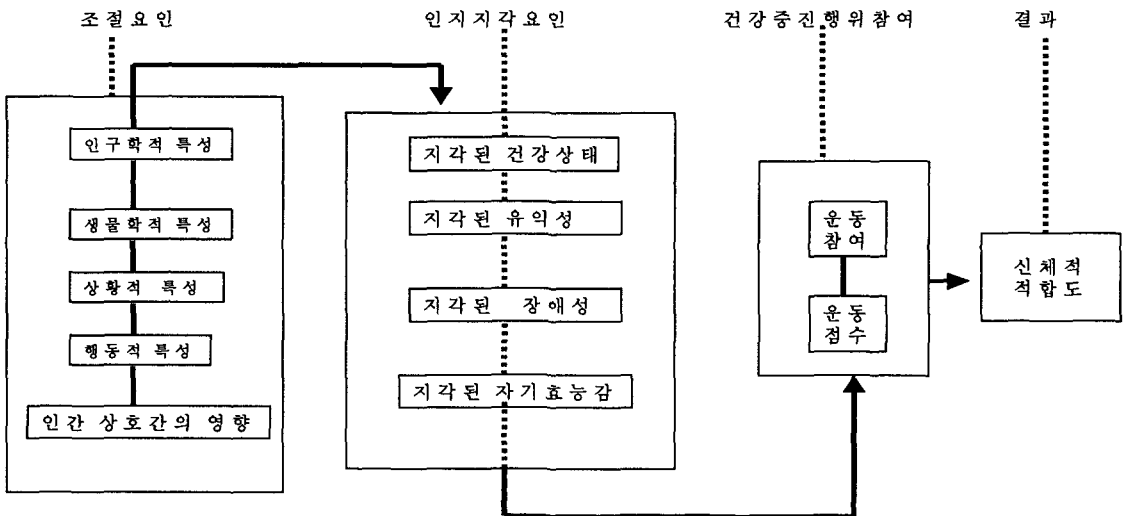 조절요인
인지지각요인
건강증진행위참여
결과
인구학적 특성
생물학적 특성
상황적 특성
행동적 특성
인간 상호간의 영향
지각된 건강상태
지각된 유익성
지각된 장애성
지각된 자기효능감
운동
참여
운동
점수
신체적
적합도